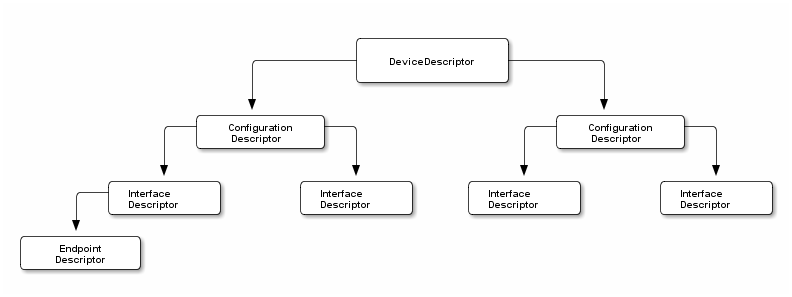 DeviceDescriptor
Configuration
Descriptor
Configuration
Descriptor
Interface
Descriptor
Interface
Descriptor
Interface
Descriptor
Interface
Descriptor
Endpoint
Descriptor